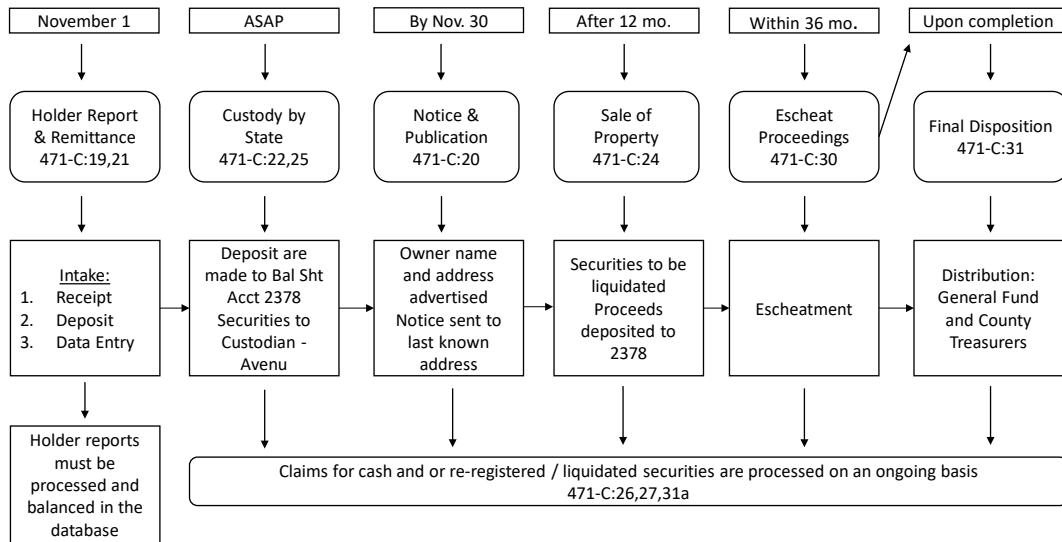 November 1
ASAP
By Nov. 30
After 12 mo.
Within 36 mo.
Upon completion
Holder Report
& Remittance
471-C:19,21
Custody by
State
471-C:22,25
Notice &
Publication
471-C:20
Sale of
Property
471-C:24
Escheat
Proceedings
471-C:30
Final Disposition
471-C:31
Intake:
1. Receipt
2. Deposit
3. Data Entry
Deposit are
made to Bal Sht
Acct 2378
Securities to
Custodian -
Avenu
Owner name
and address
advertised
Notice sent to
last known
address
Securities to be
liquidated
Proceeds
deposited to
2378
Escheatment
Distribution:
General Fund
and County
Treasurers
Holder reports
must be
processed and
balanced in the
database
Claims for cash and or re-registered / liquidated securities are processed on an ongoing basis
471-C:26,27,31a